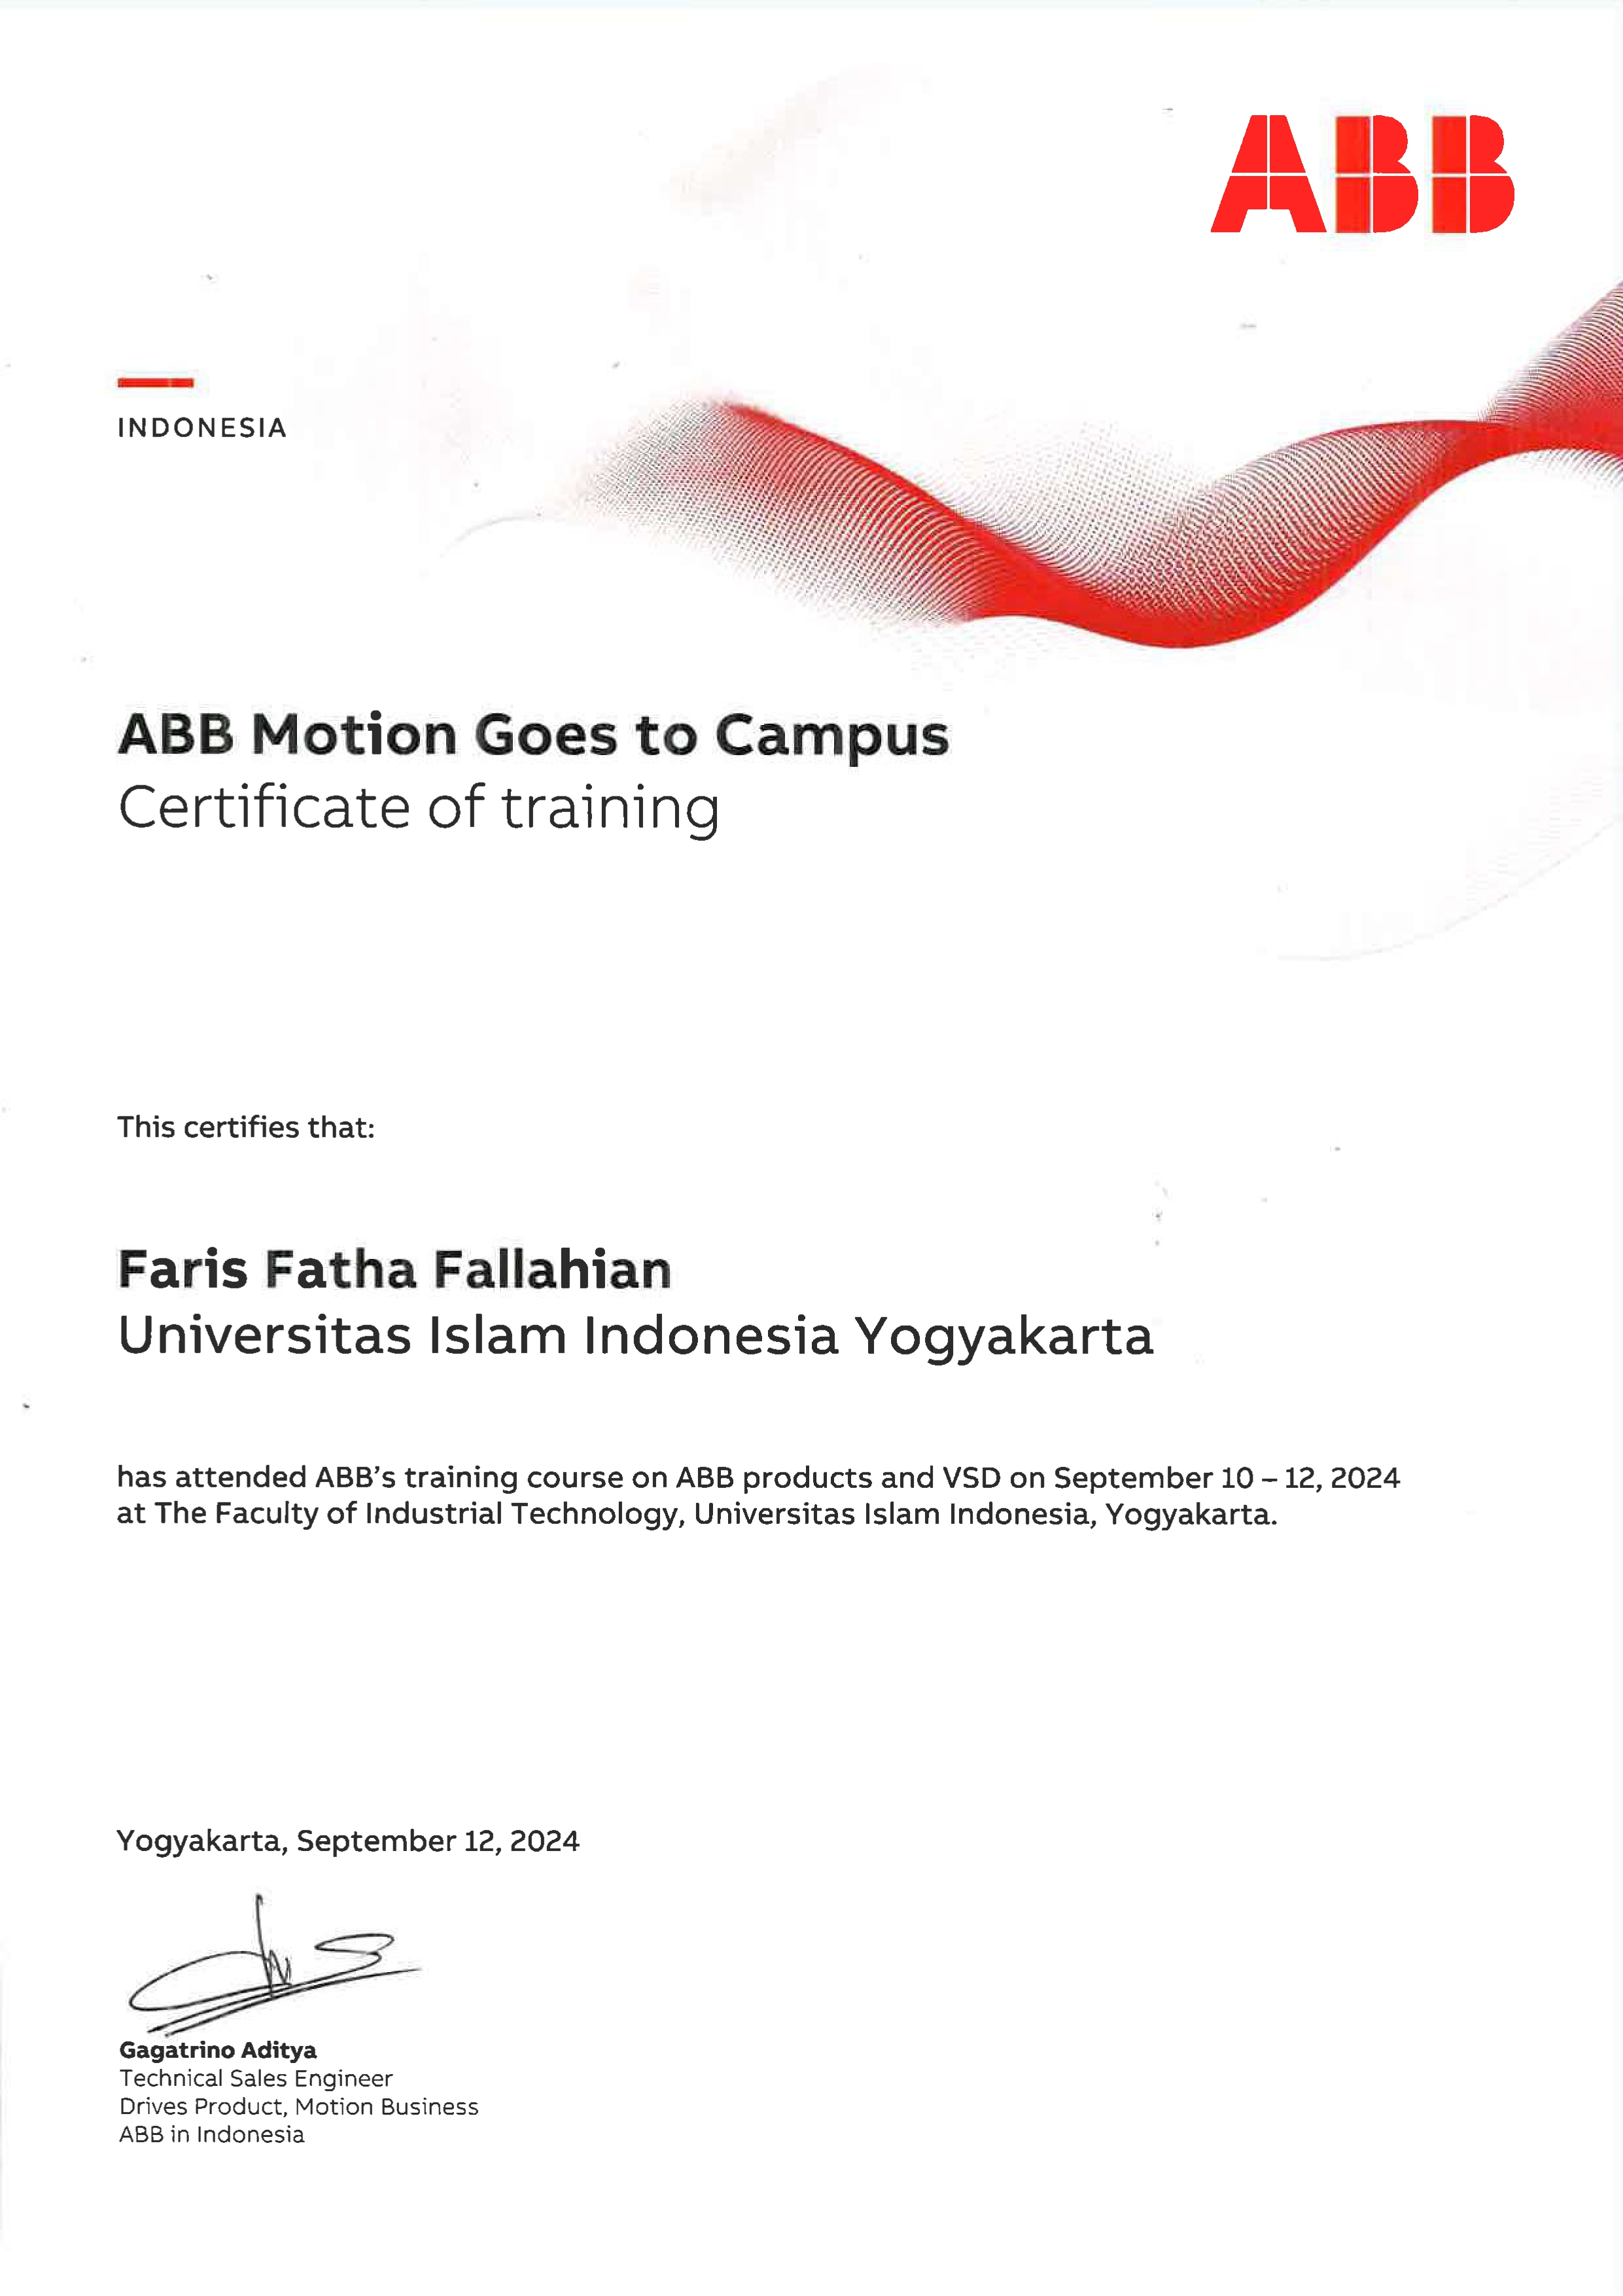 ABB
INDONESIA
ABB Motion Goes to Campus
Certificate of training
This certifies that:
Faris Fatha Fallahian
Universitas Islam Indonesia Yogyakarta
has attended ABB's training course on ABB products and VSD on September 10 – 12, 2024
at The Faculty of Industrial Technology, Universitas Islam Indonesia, Yogyakarta.
Yogyakarta, September 12, 2024
Gagatrino Aditya
Technical Sales Engineer
Drives Product, Motion Business
ABB in Indonesia